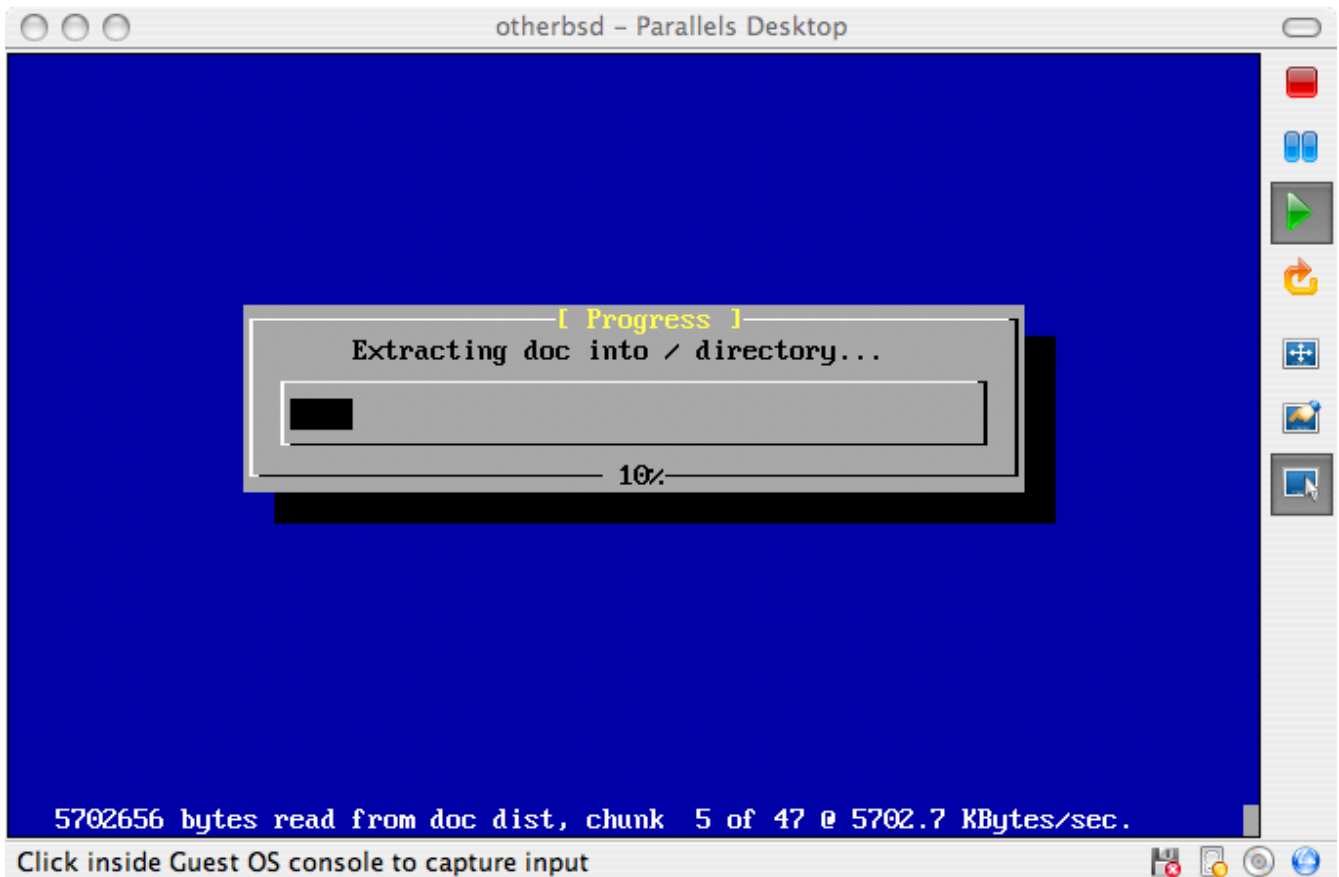 otherbsd – Parallels Desktop
[ Progress ]
Extracting doc into / directory...
10%
5702656 bytes read from doc dist, chunk  5 of 47 @ 5702.7 KBytes/sec.
Click inside Guest OS console to capture input